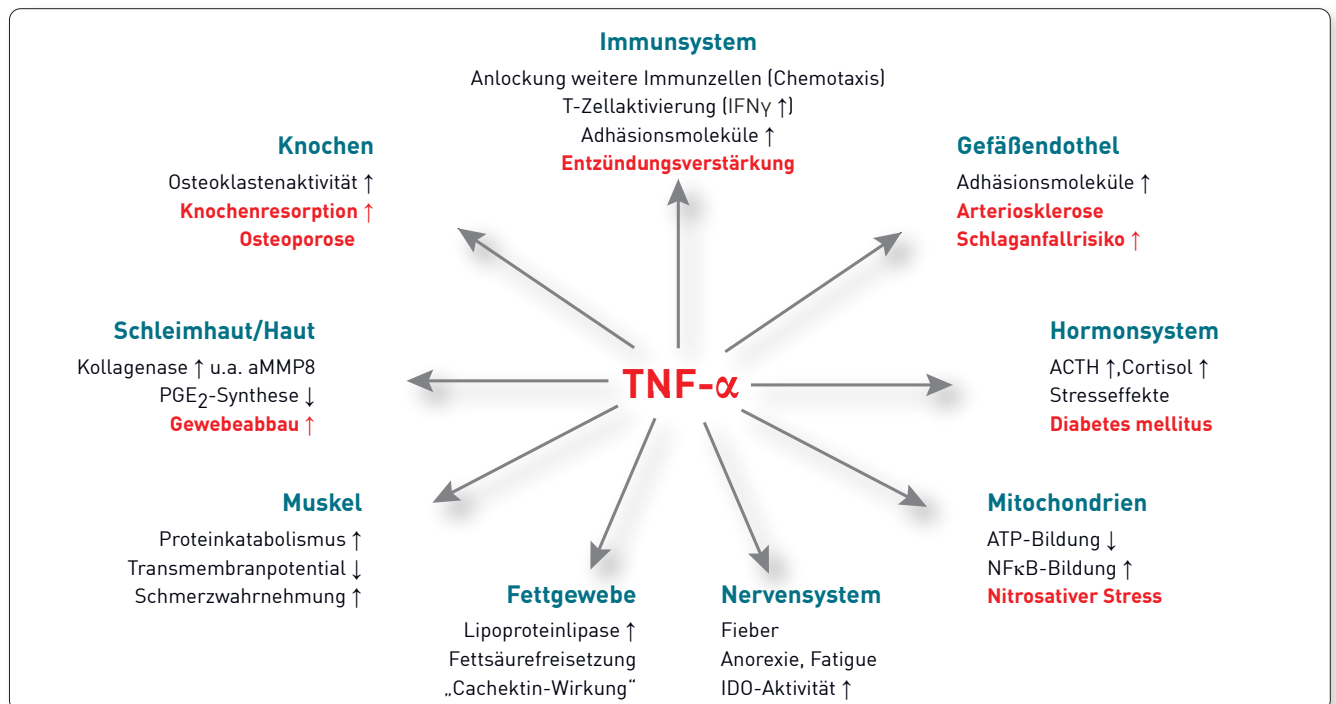 Immunsystem
Anlockung weitere Immunzellen (Chemotaxis)
T-Zellaktivierung (IFNγ ↑)
Adhäsionsmoleküle ↑
Entzündungsverstärkung
Knochen
Osteoklastenaktivität ↑
Knochenresorption ↑
Osteoporose
Gefäßendothel
Adhäsionsmoleküle ↑
Arteriosklerose
Schlaganfallrisiko ↑
Schleimhaut/Haut
Kollagenase ↑ u.a. aMMP8
PGE2-Synthese ↓
Gewebeabbau ↑
TNF-α
Hormonsystem
ACTH ↑,Cortisol ↑
Stresseffekte
Diabetes mellitus
Muskel
Proteinkatabolismus ↑
Transmembranpotential ↓
Schmerzwahrnehmung ↑
Mitochondrien
ATP-Bildung ↓
NFκB-Bildung ↑
Nitrosativer Stress
Fettgewebe
Lipoproteinlipase ↑
Fettsäurefreisetzung
„Cachektin-Wirkung“
Nervensystem
Fieber
Anorexie, Fatigue
IDO-Aktivität ↑